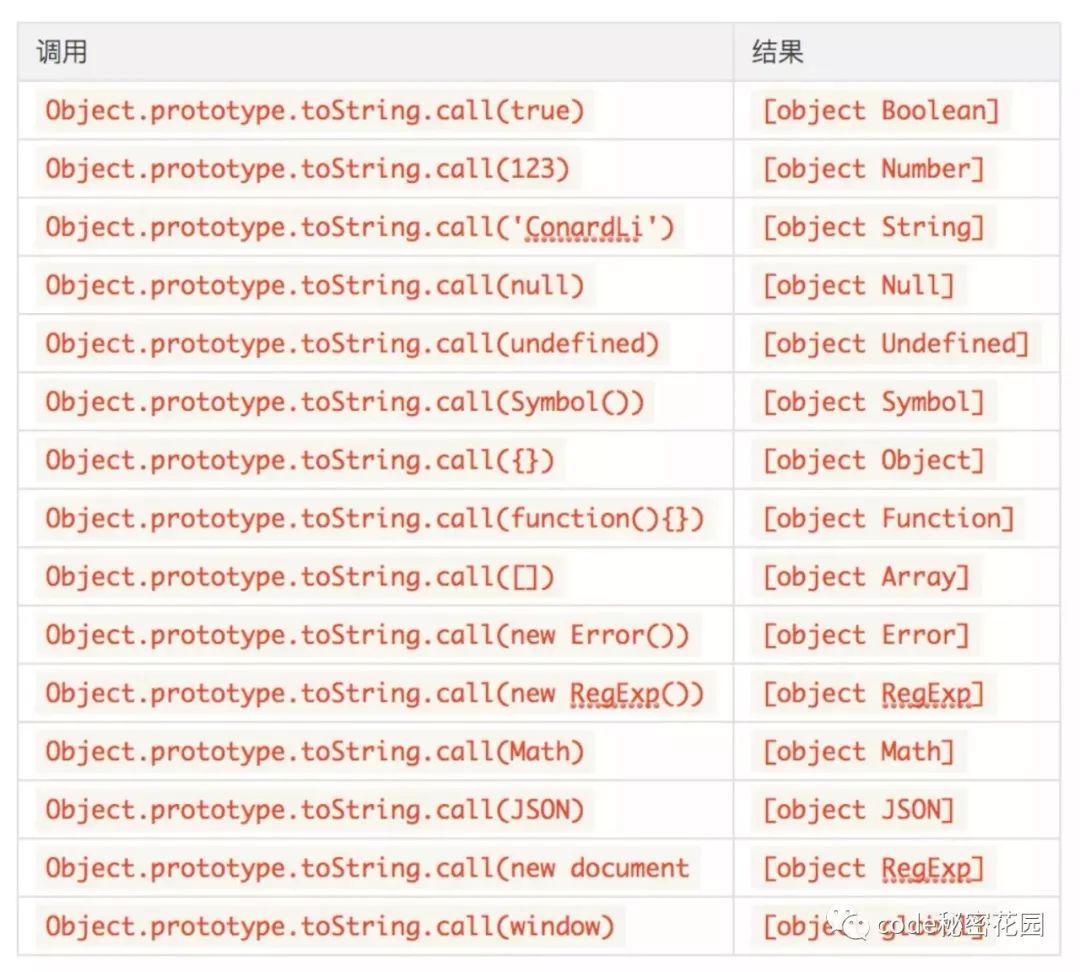 调用 结果
Object.prototype.toString.call(true) [object Boolean]
Object.prototype.toString.call(123) [object Number]
Object.prototype.toString.call('ConardLi') [object String]
Object.prototype.toString.call(null) [object Null]
Object.prototype.toString.call(undefined) [object Undefined]
Object.prototype.toString.call(Symbol()) [object Symbol]
Object.prototype.toString.call({}) [object Object]
Object.prototype.toString.call(function(){}) [object Function]
Object.prototype.toString.call([]) [object Array]
Object.prototype.toString.call(new Error()) [object Error]
Object.prototype.toString.call(new RegExp()) [object RegExp]
Object.prototype.toString.call(Math) [object Math]
Object.prototype.toString.call(JSON) [object JSON]
Object.prototype.toString.call(new document [object RegExp]
Object.prototype.toString.call(window)
code秘密花园